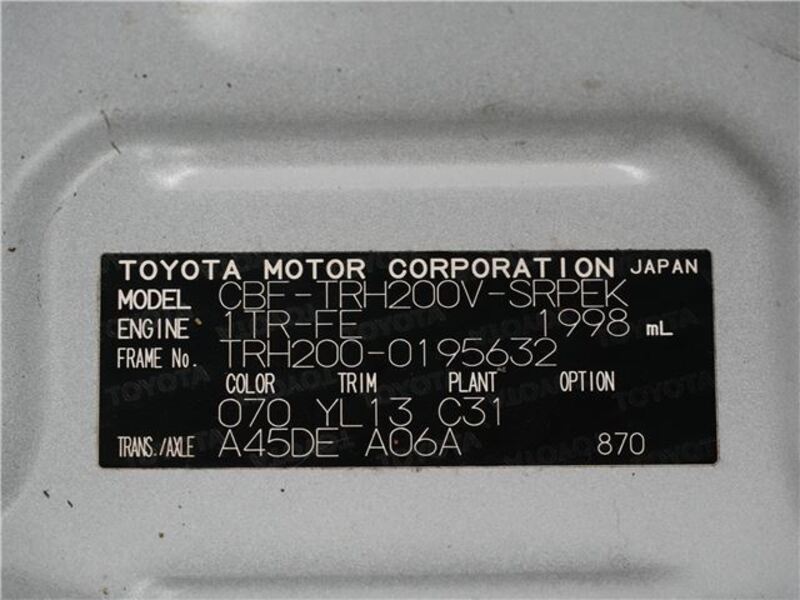 TOYOTA MOTOR CORPORATION JAPAN
MODEL CBF-TRH200V-SRPEK
ENGINE 1TR-FE 1998 mL
FRAME No. TRH200-0195632
COLOR TRIM PLANT OPTION
070 YL13 C31
TRANS./AXLE A45DE A06A 870